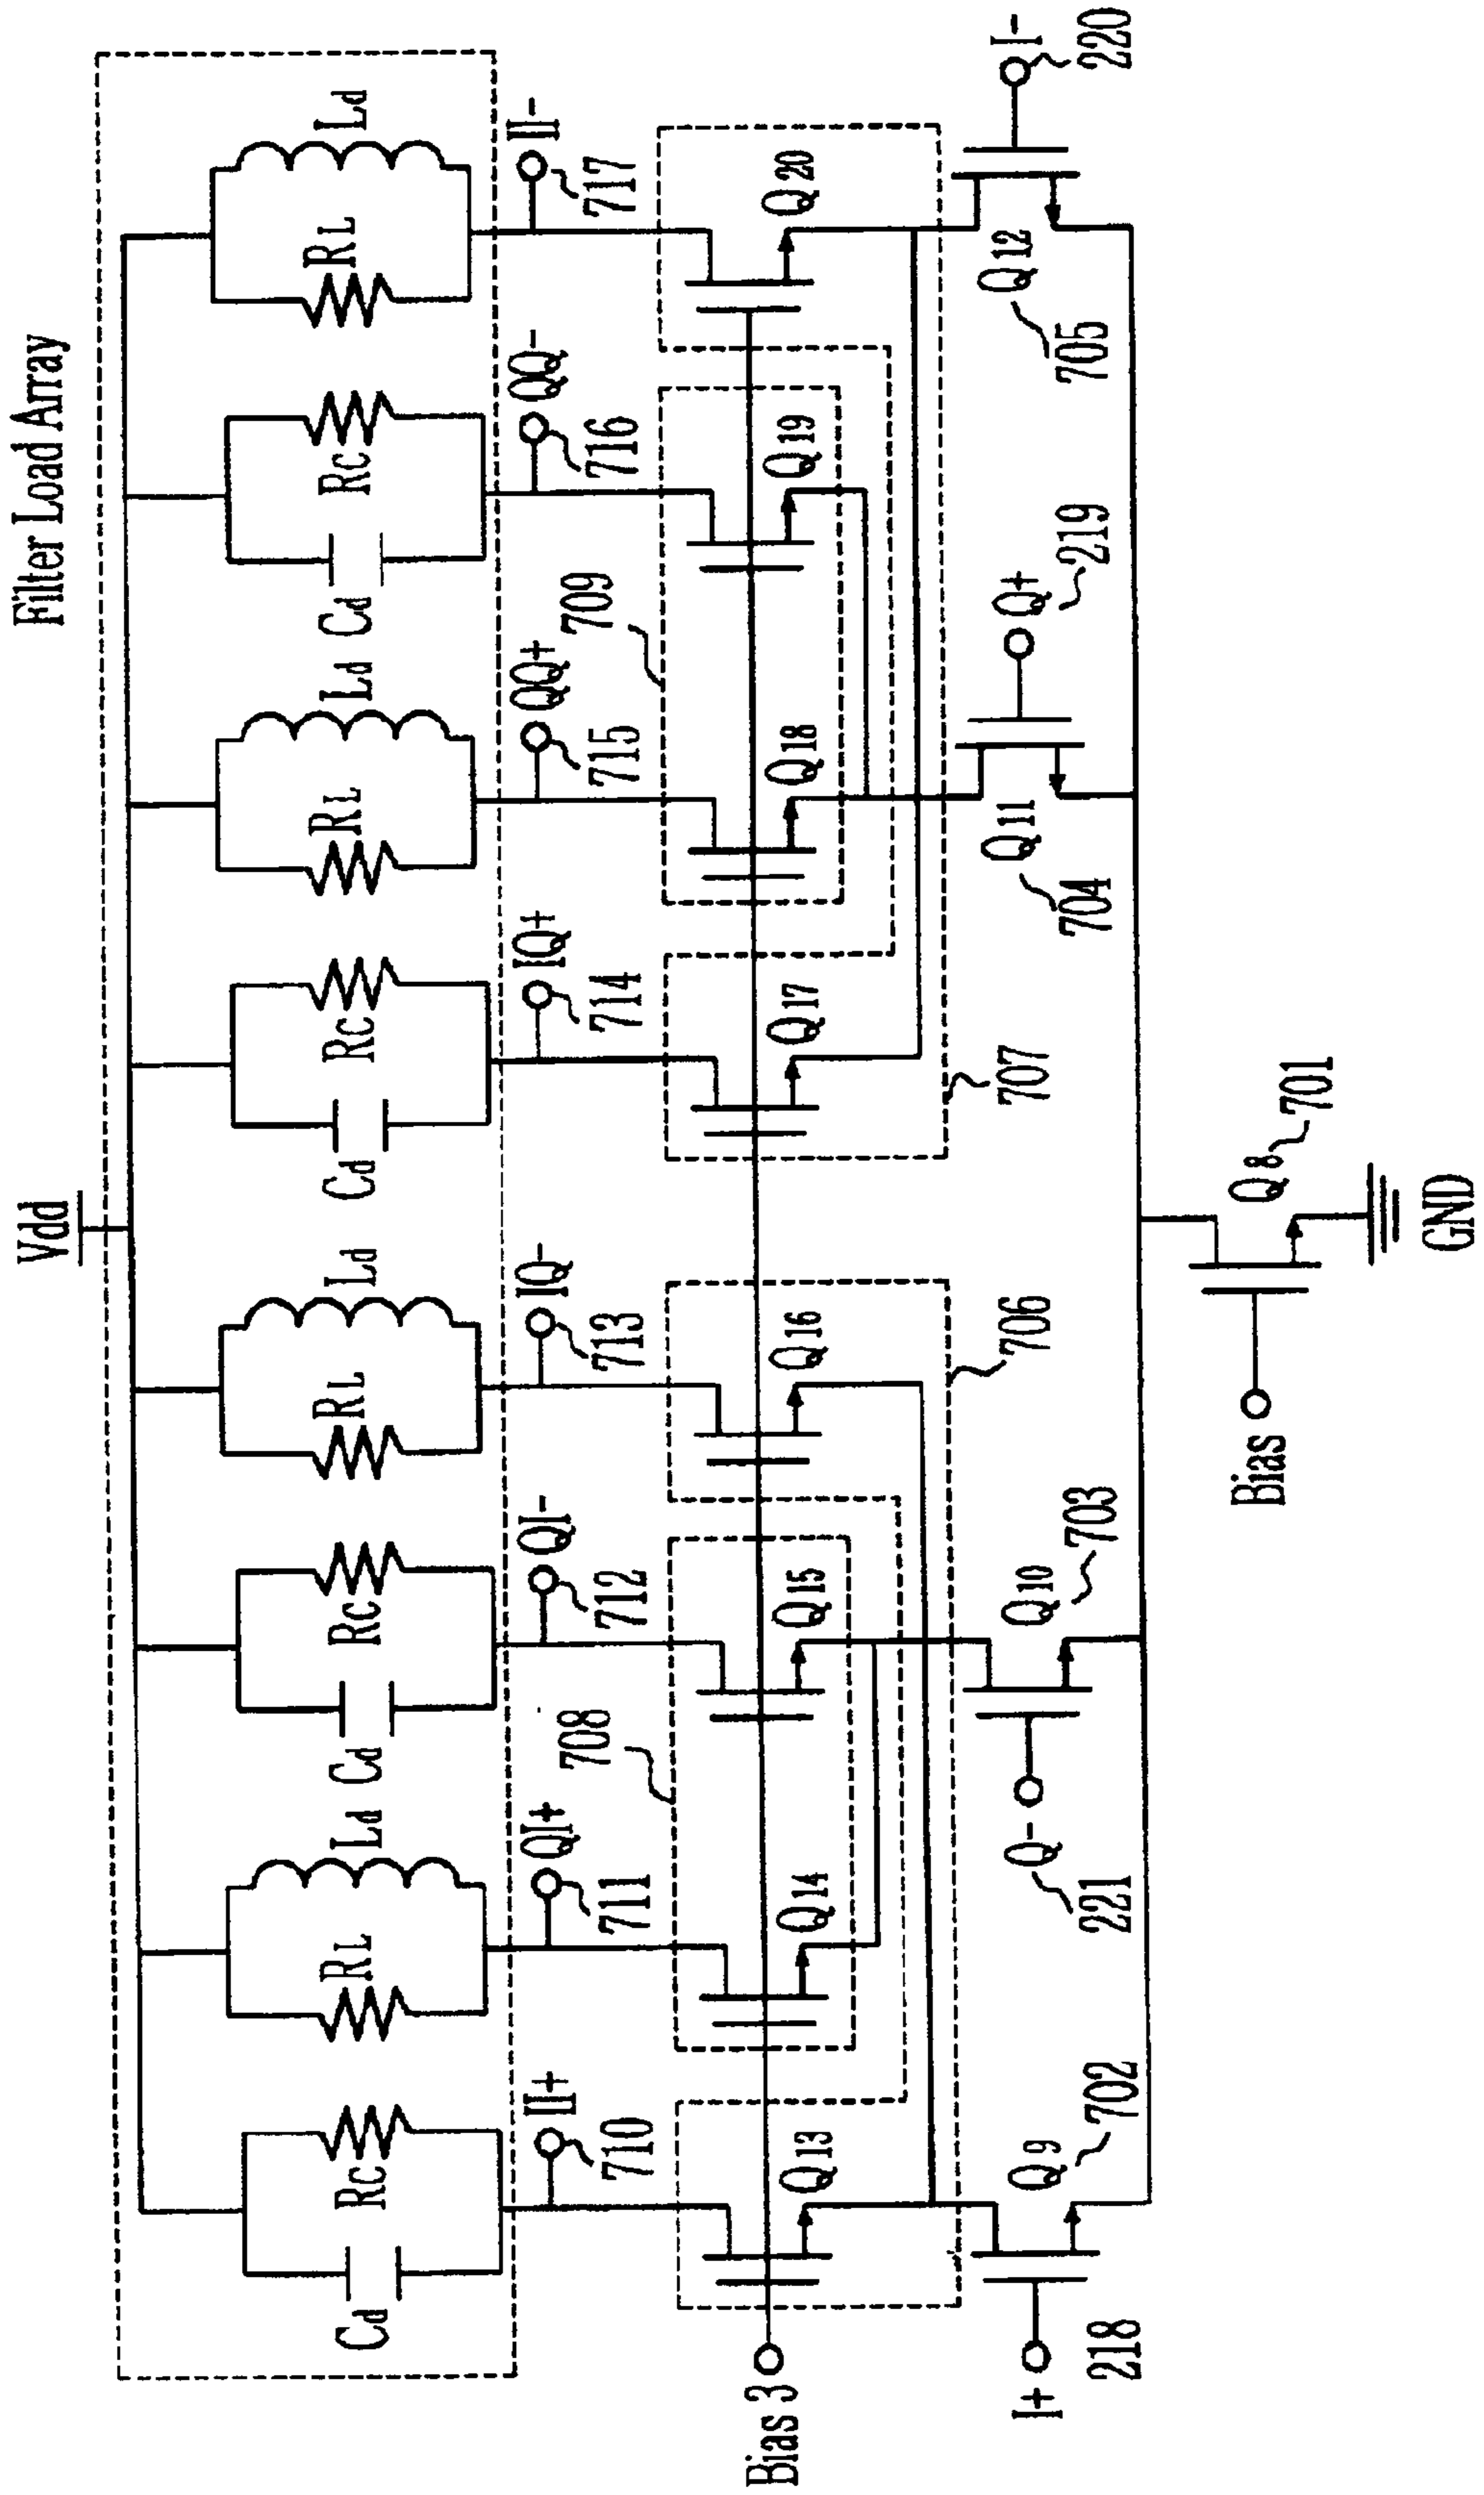 Filter Load Array
Vdd
Cd Rc RL Ld Cd Rc RL Ld Cd Rc RL Ld Cd Rc RL Ld
II+ QI+ QI- IQ- IQ+ QQ+ QQ- II-
710 711 712 713 714 715 716 717
708 709
Bias 3
Q13 Q14 Q15 Q16 Q17 Q18 Q19 Q20
706 707
I+ Q9 Q- Q10 Q11 Q+ Q12 I-
218 702 221 703 704 219 705 220
Bias Q8 701
GND